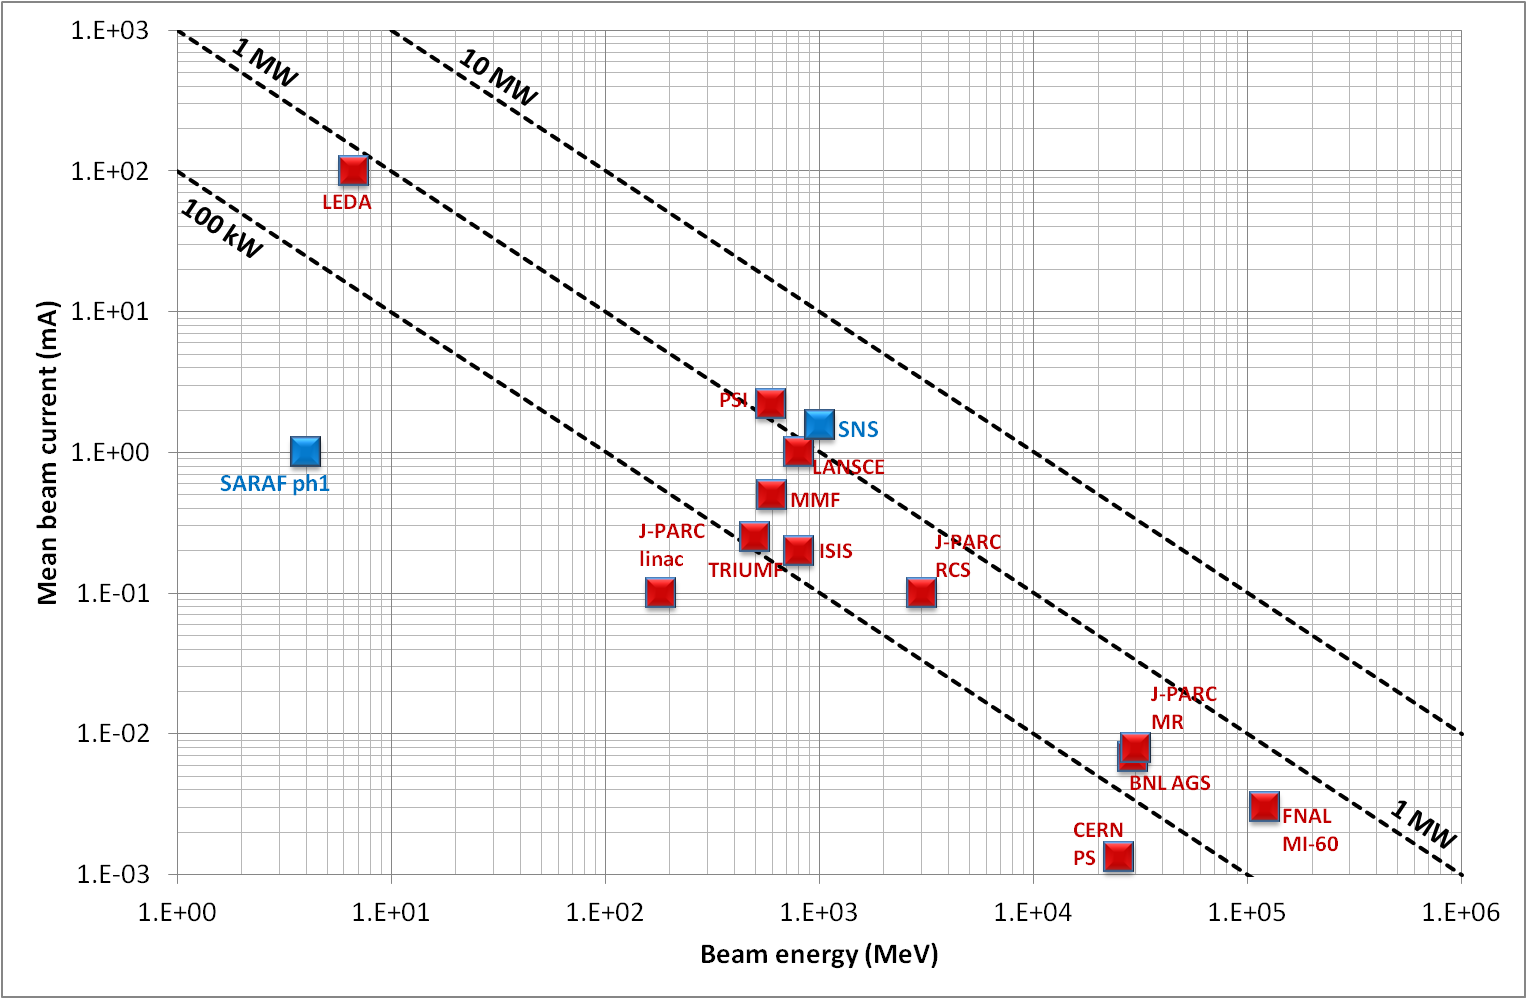 1.E+03
1 MW
10 MW
1.E+02
LEDA
100 kW
1.E+01
Mean beam current (mA)
PSI
SNS
1.E+00
LANSCE
SARAF ph1
MMF
J-PARC
linac
TRIUMF
ISIS
J-PARC
RCS
1.E-01
J-PARC
MR
1.E-02
BNL AGS
CERN
PS
FNAL
MI-60
1 MW
1.E-03
1.E+00
1.E+01
1.E+02
1.E+03
1.E+04
1.E+05
1.E+06
Beam energy (MeV)